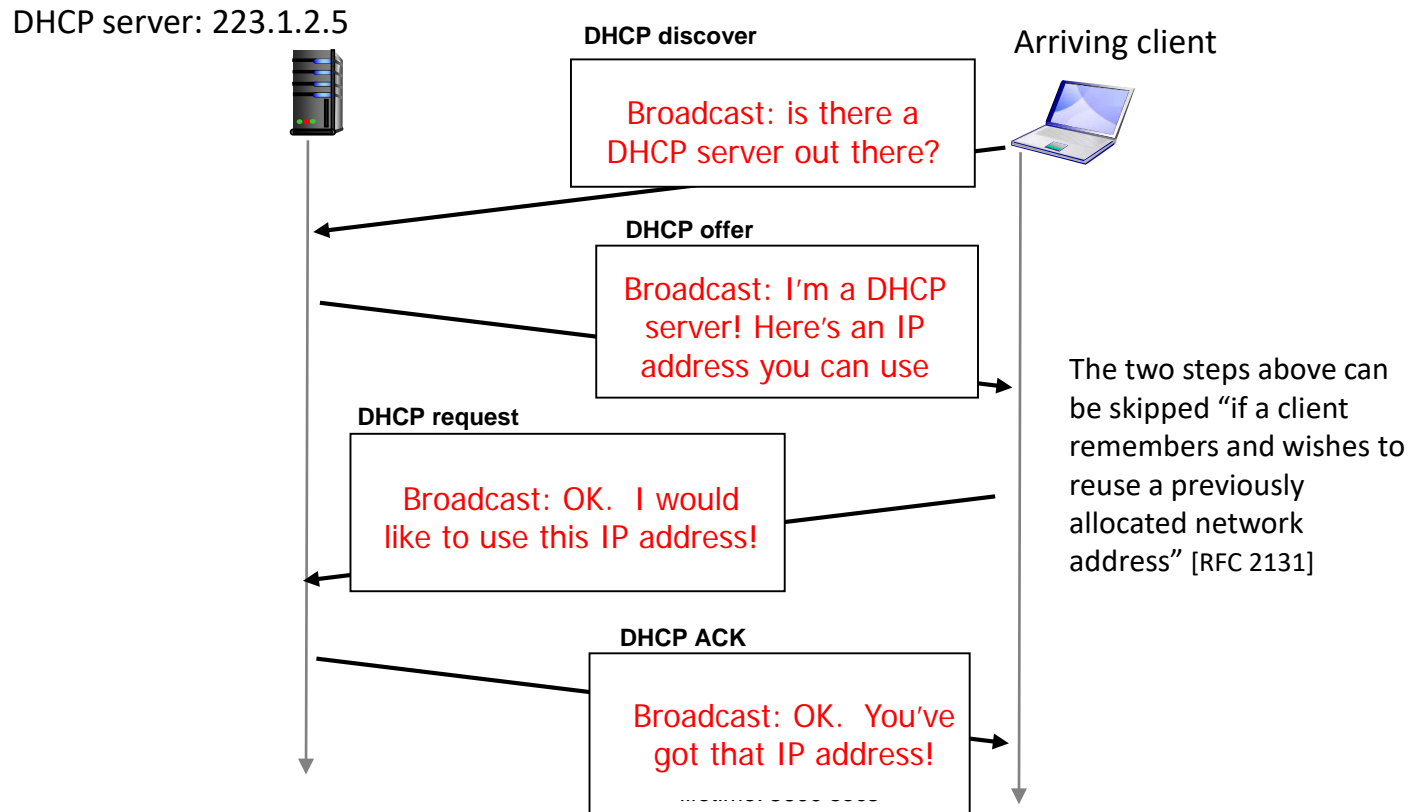 DHCP server: 223.1.2.5
DHCP discover
Arriving client
Broadcast: is there a
DHCP server out there?
DHCP offer
Broadcast: I'm a DHCP
server! Here's an IP
address you can use
The two steps above can
be skipped “if a client
remembers and wishes to
reuse a previously
allocated network
address” [RFC 2131]
DHCP request
Broadcast: OK.  I would
like to use this IP address!
DHCP ACK
Broadcast: OK.  You've
got that IP address!